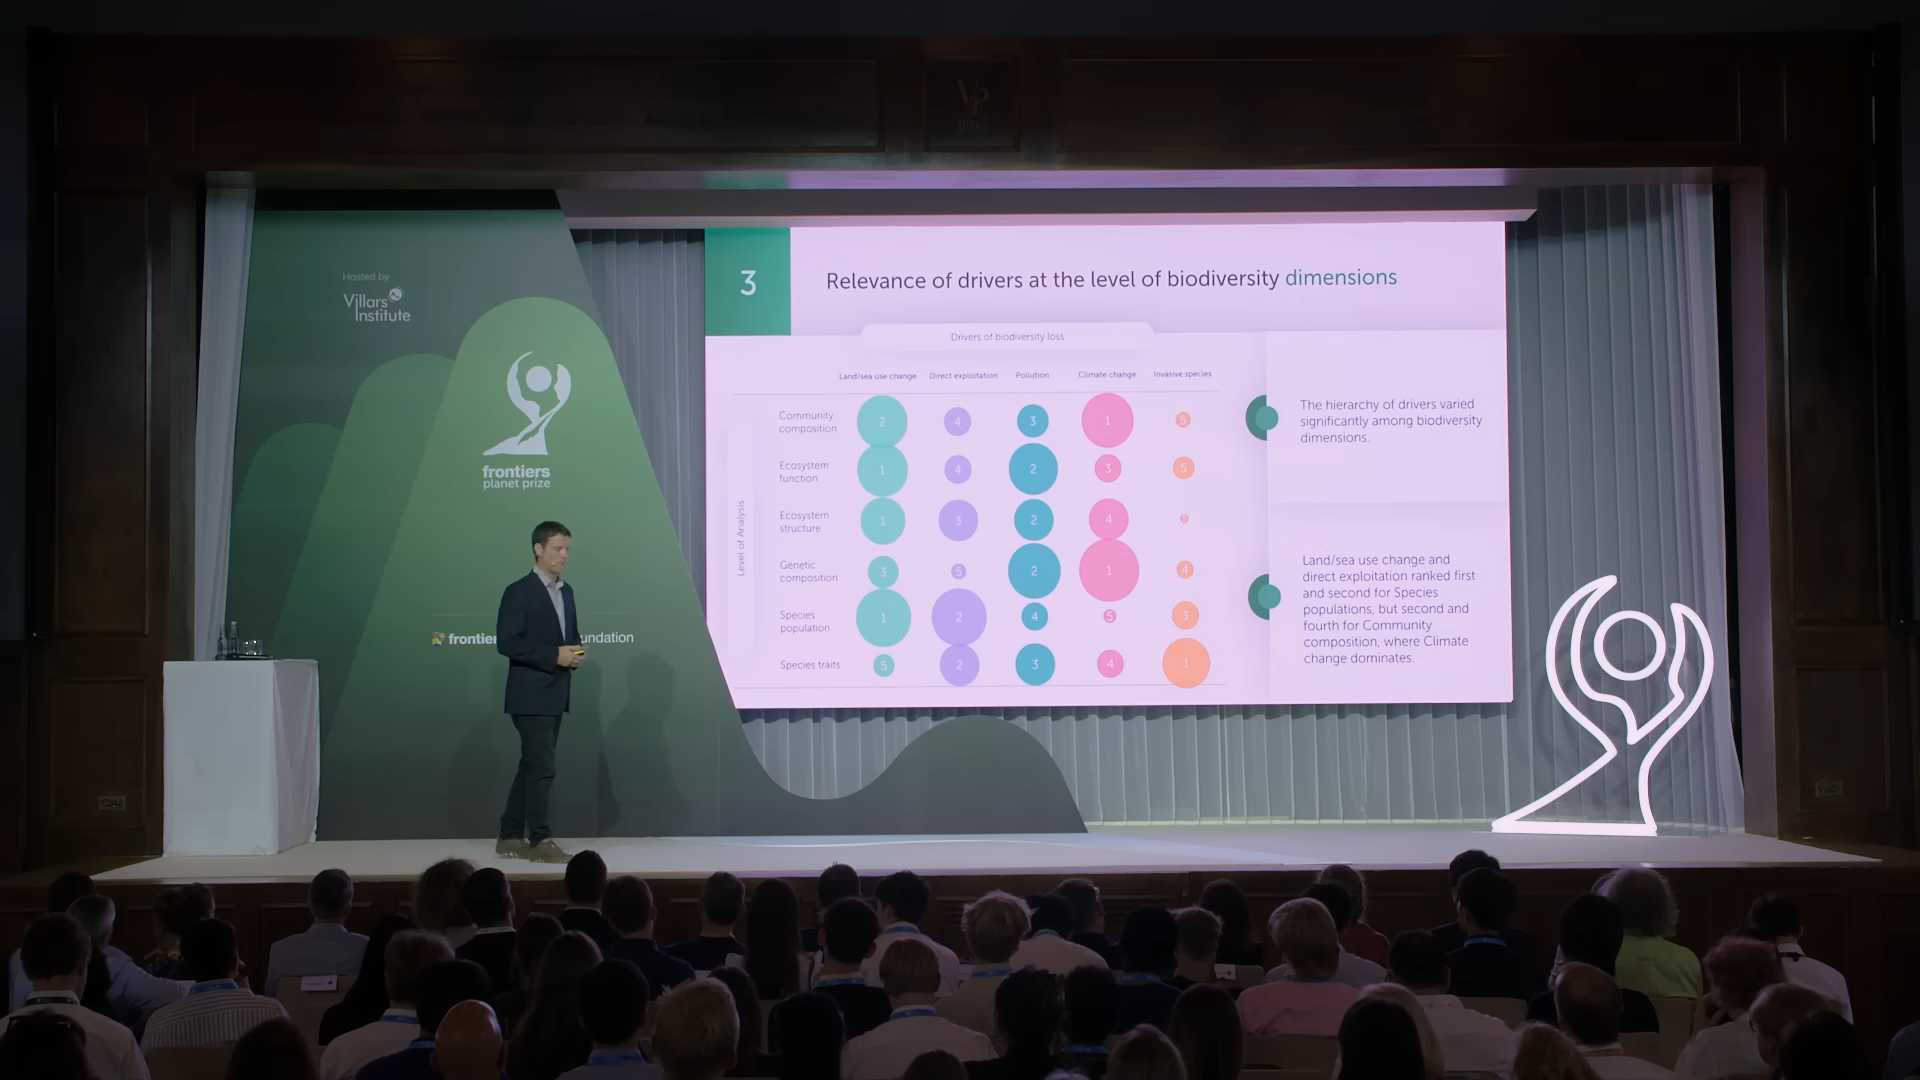 Hosted by
Villars
Institute
frontiers
planet prize
frontier
undation
3
Relevance of drivers at the level of biodiversity dimensions
Drivers of biodiversity loss
Land/sea use change Direct exploitation Pollution Climate change Invasive species
Level of Analysis
Community
composition
2 4 3 1 5
Ecosystem
function
1 4 2 3 5
Ecosystem
structure
1 3 2 4 5
Genetic
composition
3 5 2 1 4
Species
population
1 2 4 5 3
Species traits
5 2 3 4 1
The hierarchy of drivers varied
significantly among biodiversity
dimensions.
Land/sea use change and
direct exploitation ranked first
and second for Species
populations, but second and
fourth for Community
composition, where Climate
change dominates.